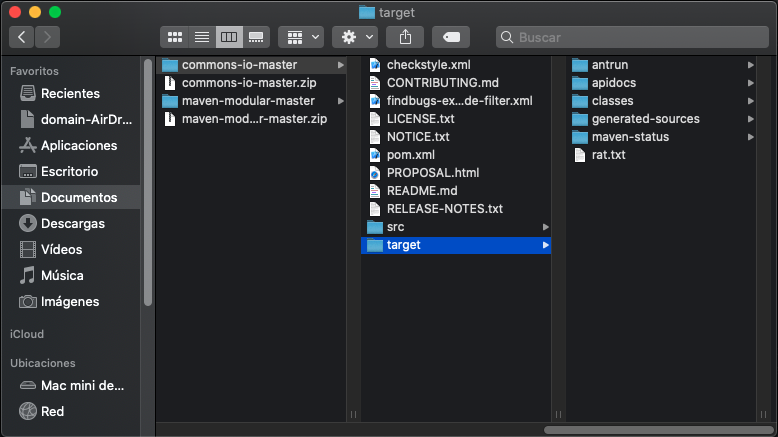 target
Buscar
Favoritos
Recientes
domain-AirDr...
Aplicaciones
Escritorio
Documentos
Descargas
Vídeos
Música
Imágenes
iCloud
Ubicaciones
Mac mini de...
Red
commons-io-master
commons-io-master.zip
maven-modular-master
maven-mod...r-master.zip
checkstyle.xml
CONTRIBUTING.md
findbugs-ex...de-filter.xml
LICENSE.txt
NOTICE.txt
pom.xml
PROPOSAL.html
README.md
RELEASE-NOTES.txt
src
target
antrun
apidocs
classes
generated-sources
maven-status
rat.txt